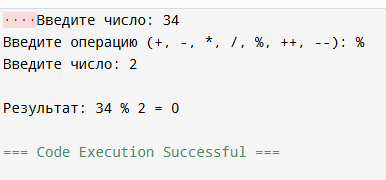 ····Введите число: 34
Введите операцию (+, -, *, /, %, ++, --): %
Введите число: 2

Результат: 34 % 2 = 0

=== Code Execution Successful ===